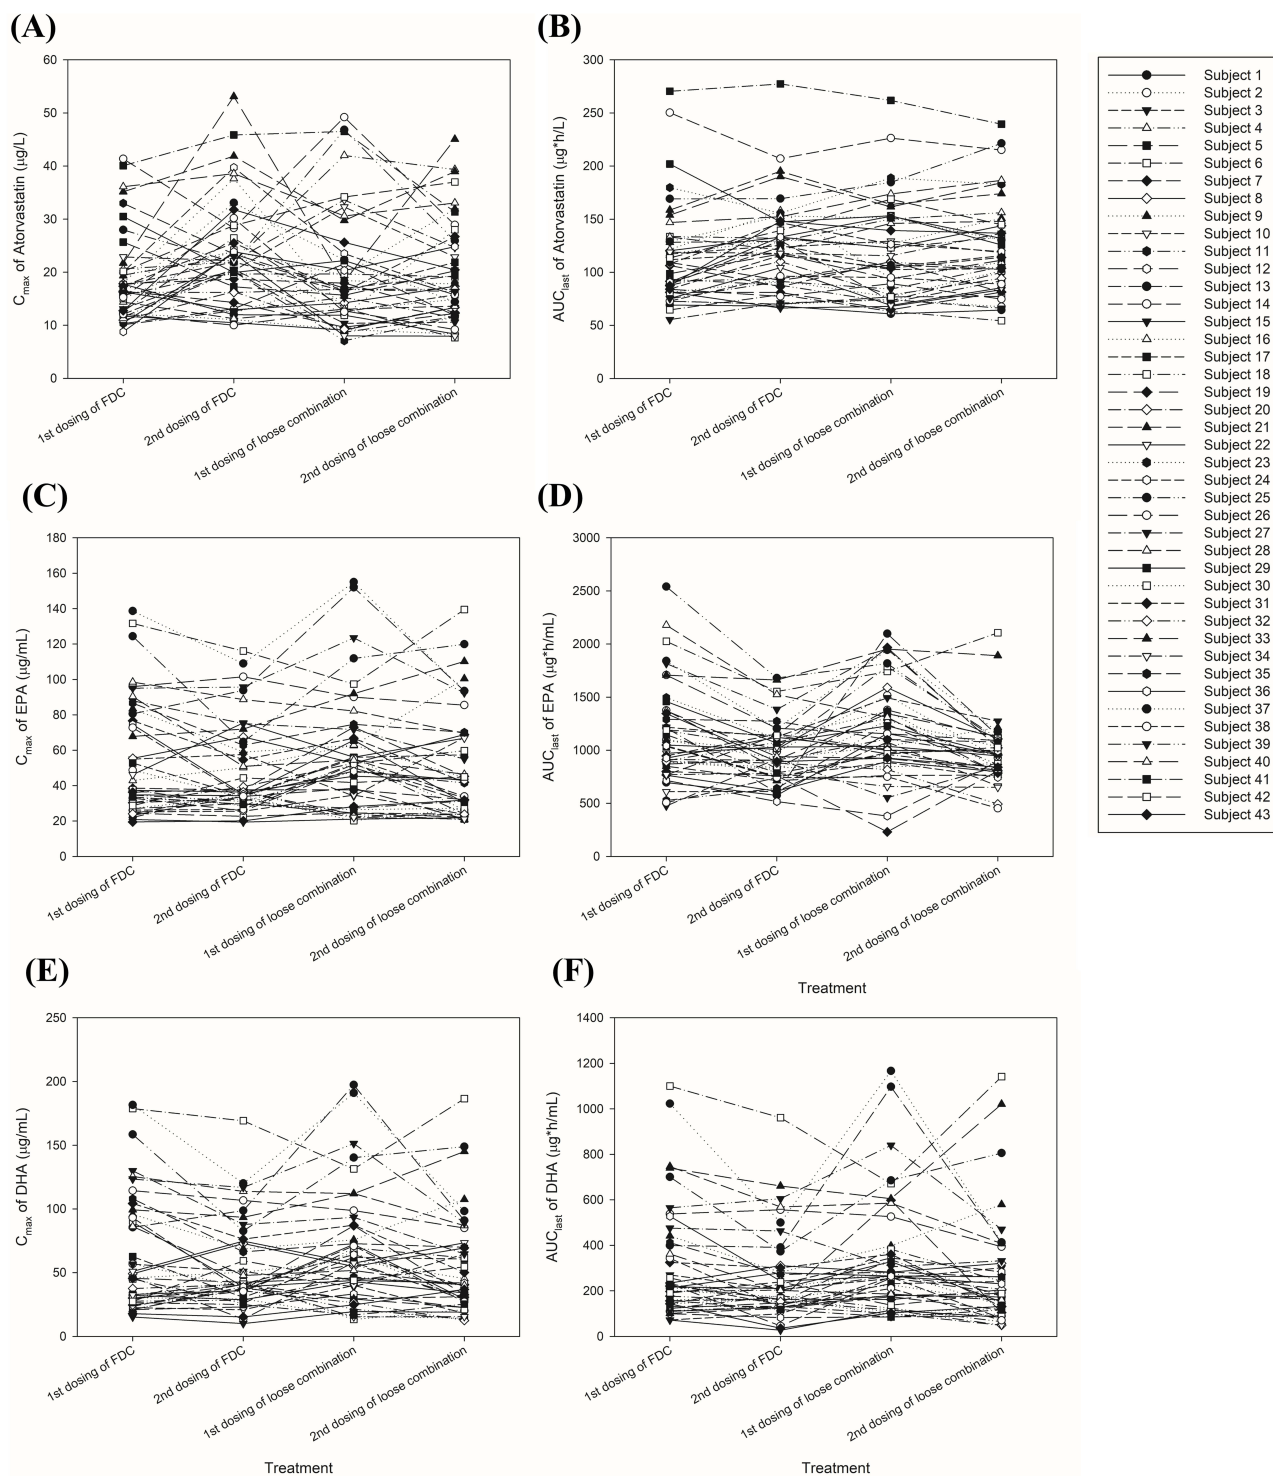 (A)
60
50
40
30
20
10
0
Cmax of Atorvastatin (μg/L)
1st dosing of FDC
2nd dosing of FDC
1st dosing of loose combination
2nd dosing of loose combination
(B)
300
250
200
150
100
50
0
AUClast of Atorvastatin (μg*h/L)
1st dosing of FDC
2nd dosing of FDC
1st dosing of loose combination
2nd dosing of loose combination
Subject 1
Subject 2
Subject 3
Subject 4
Subject 5
Subject 6
Subject 7
Subject 8
Subject 9
Subject 10
Subject 11
Subject 12
Subject 13
Subject 14
Subject 15
Subject 16
Subject 17
Subject 18
Subject 19
Subject 20
Subject 21
Subject 22
Subject 23
Subject 24
Subject 25
Subject 26
Subject 27
Subject 28
Subject 29
Subject 30
Subject 31
Subject 32
Subject 33
Subject 34
Subject 35
Subject 36
Subject 37
Subject 38
Subject 39
Subject 40
Subject 41
Subject 42
Subject 43
(C)
180
160
140
120
100
80
60
40
20
0
Cmax of EPA (μg/mL)
1st dosing of FDC
2nd dosing of FDC
1st dosing of loose combination
2nd dosing of loose combination
(D)
3000
2500
2000
1500
1000
500
0
AUClast of EPA (μg*h/mL)
1st dosing of FDC
2nd dosing of FDC
1st dosing of loose combination
2nd dosing of loose combination
Treatment
(E)
250
200
150
100
50
0
Cmax of DHA (μg/mL)
1st dosing of FDC
2nd dosing of FDC
1st dosing of loose combination
2nd dosing of loose combination
Treatment
(F)
1400
1200
1000
800
600
400
200
0
AUClast of DHA (μg*h/mL)
1st dosing of FDC
2nd dosing of FDC
1st dosing of loose combination
2nd dosing of loose combination
Treatment